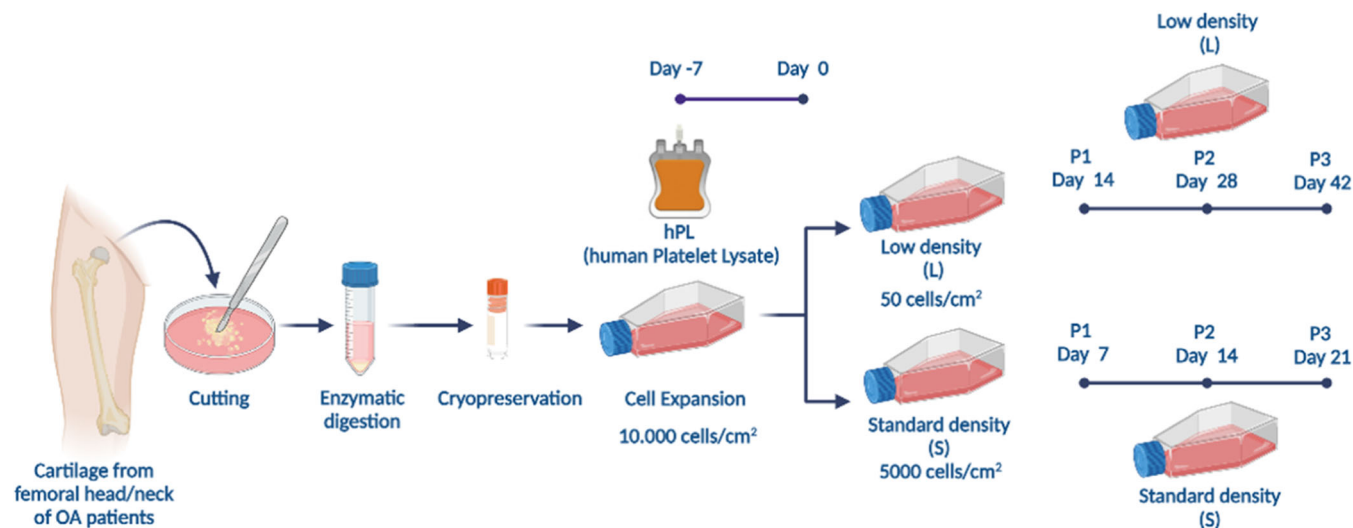 Cartilage from
femoral head/neck
of OA patients
Cutting
Enzymatic
digestion
Cryopreservation
Day -7
Day 0
hPL
(human Platelet Lysate)
Cell Expansion
10.000 cells/cm²
Low density
(L)
50 cells/cm²
Standard density
(S)
5000 cells/cm²
Low density
(L)
P1
Day 14
P2
Day 28
P3
Day 42
P1
Day 7
P2
Day 14
P3
Day 21
Standard density
(S)